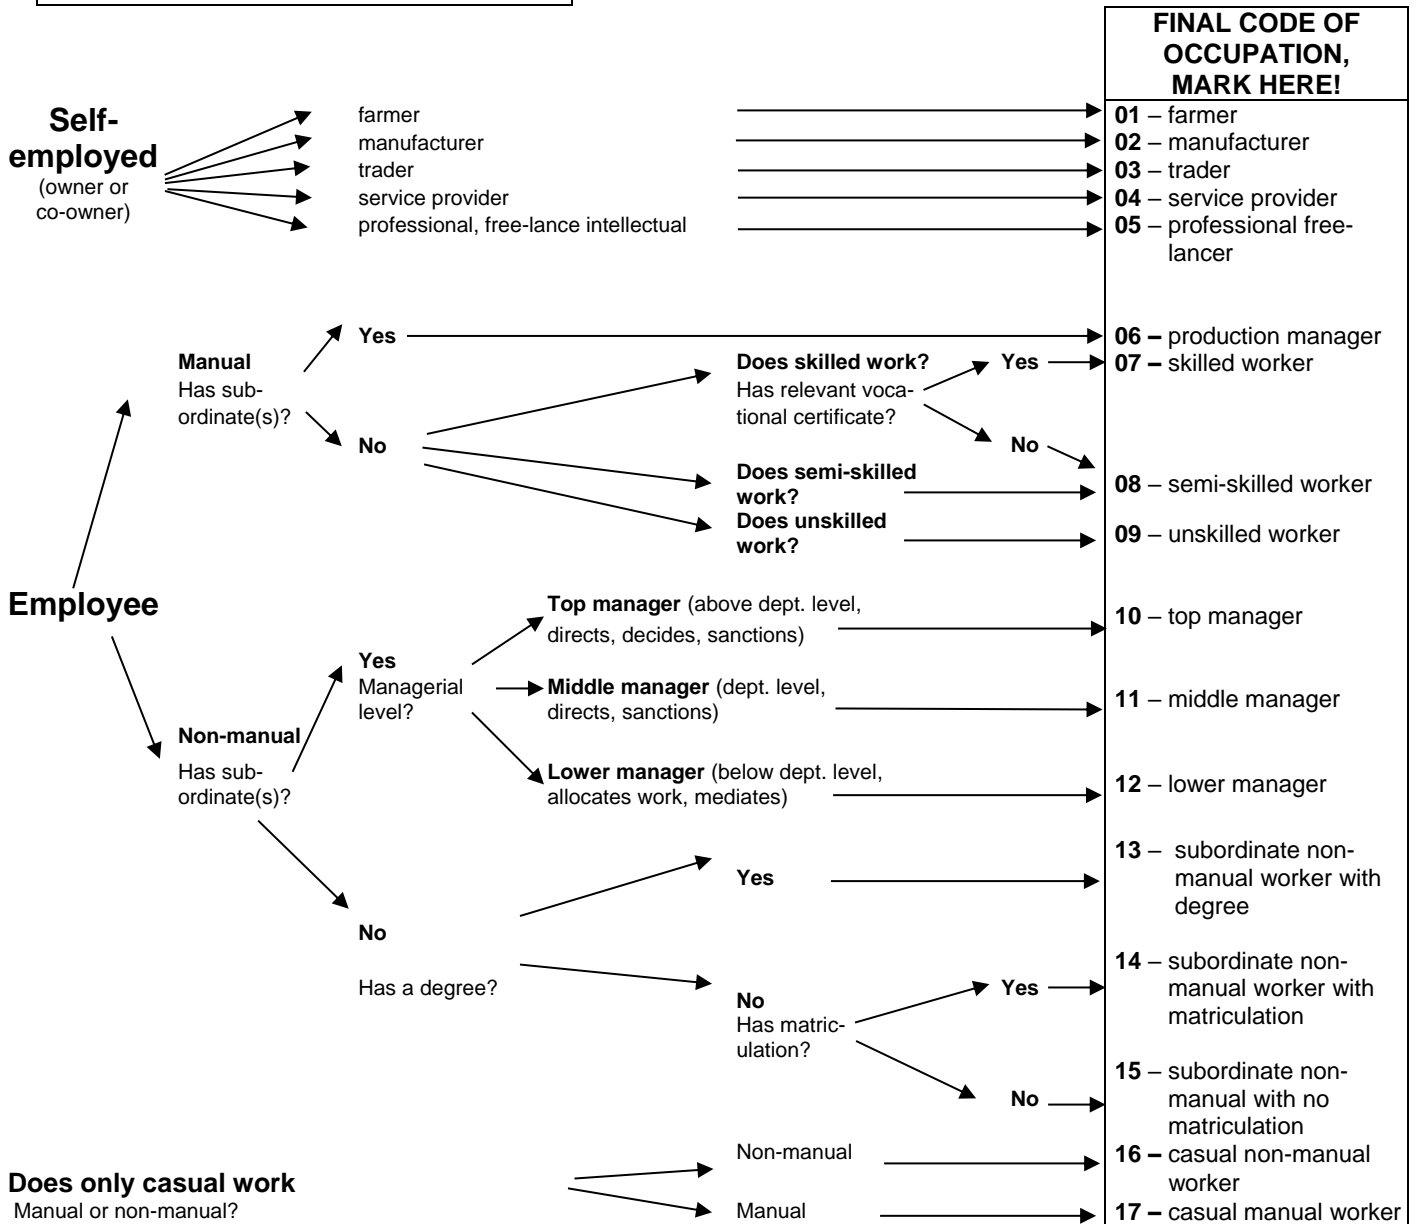 FINAL CODE OF
OCCUPATION,
MARK HERE!
Self-
employed
(owner or
co-owner)
farmer
manufacturer
trader
service provider
professional, free-lance intellectual
01 – farmer
02 – manufacturer
03 – trader
04 – service provider
05 – professional free-
lancer
Employee
Manual
Has sub-
ordinate(s)?
Yes
No
Does skilled work?
Has relevant voca-
tional certificate?
Yes
No
Does semi-skilled
work?
Does unskilled
work?
06 – production manager
07 – skilled worker
08 – semi-skilled worker
09 – unskilled worker
Non-manual
Has sub-
ordinate(s)?
Yes
Managerial
level?
Top manager (above dept. level,
directs, decides, sanctions)
Middle manager (dept. level,
directs, sanctions)
Lower manager (below dept. level,
allocates work, mediates)
10 – top manager
11 – middle manager
12 – lower manager
No
Has a degree?
Yes
No
Has matric-
ulation?
Yes
No
13 – subordinate non-
manual worker with
degree
14 – subordinate non-
manual worker with
matriculation
15 – subordinate non-
manual with no
matriculation
Does only casual work
Manual or non-manual?
Non-manual
Manual
16 – casual non-manual
worker
17 – casual manual worker